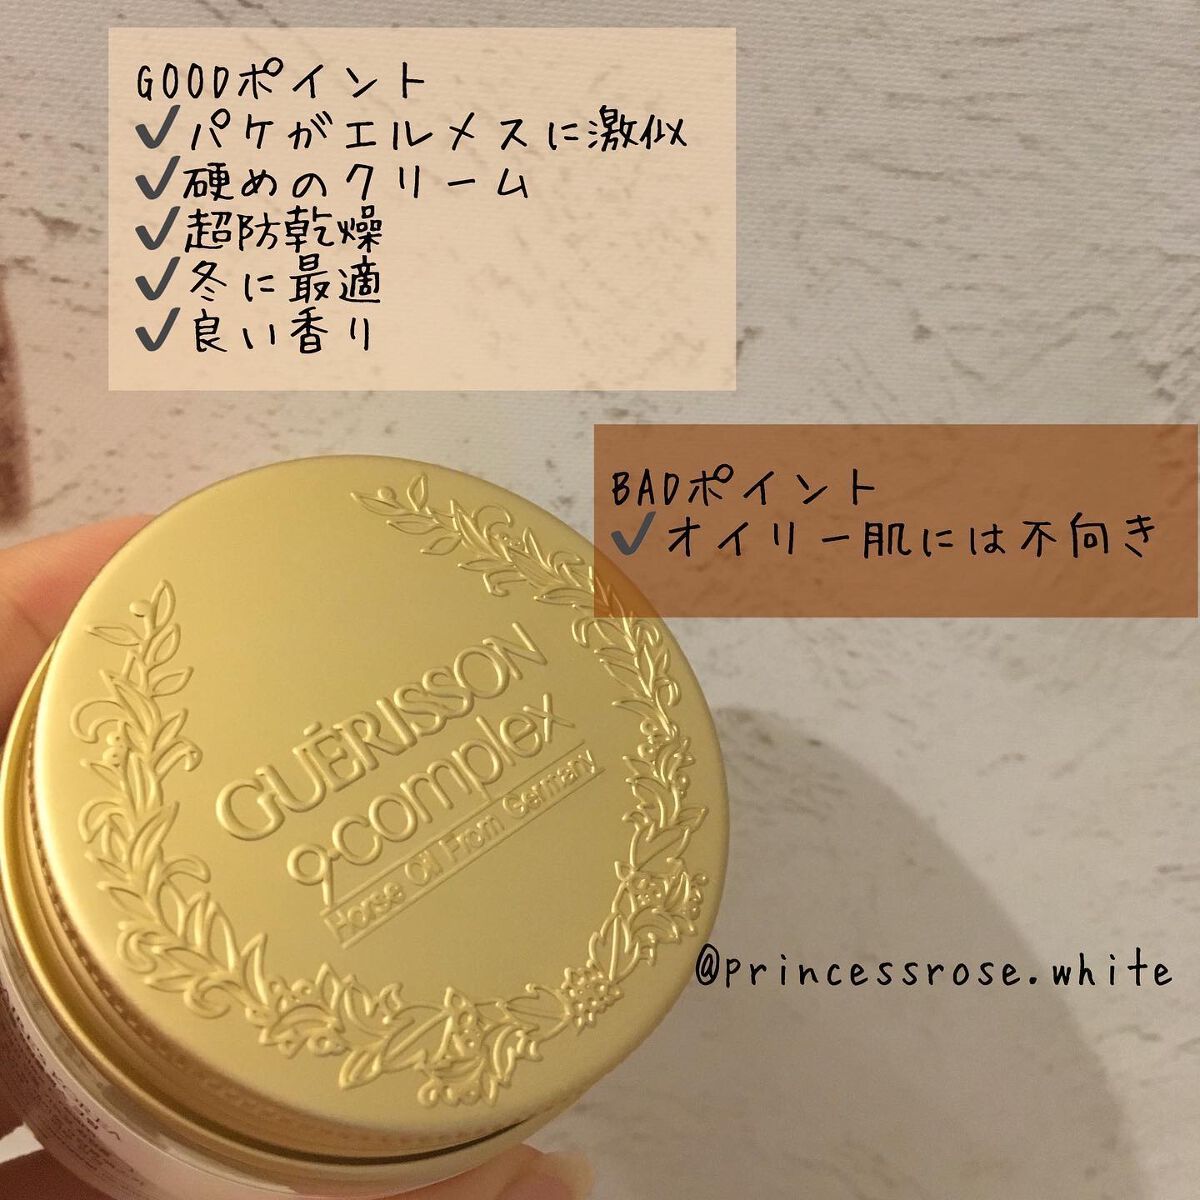 GOODポイント
✔パケがエルメスに激似
✔硬めのクリーム
✔超防乾燥
✔冬に最適
✔良い香り
BADポイント
✔オイリー肌には不向き
GUÉRISSON
9-complex
Horse Oil From Germany
@princessrose.white